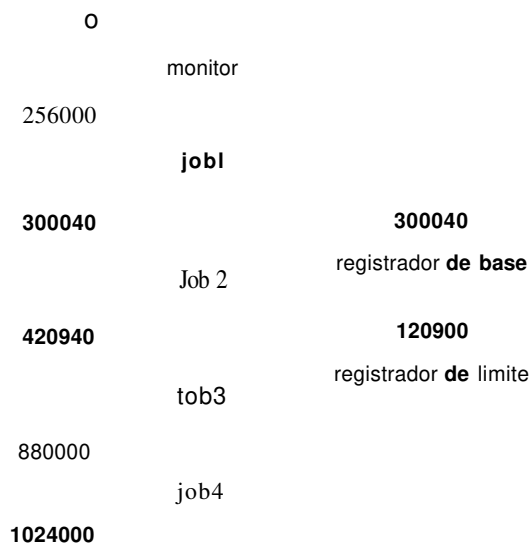 O
monitor
256000
jobl
300040
300040
registrador de base
Job 2
420940
120900
registrador de limite
tob3
880000
job4
1024000